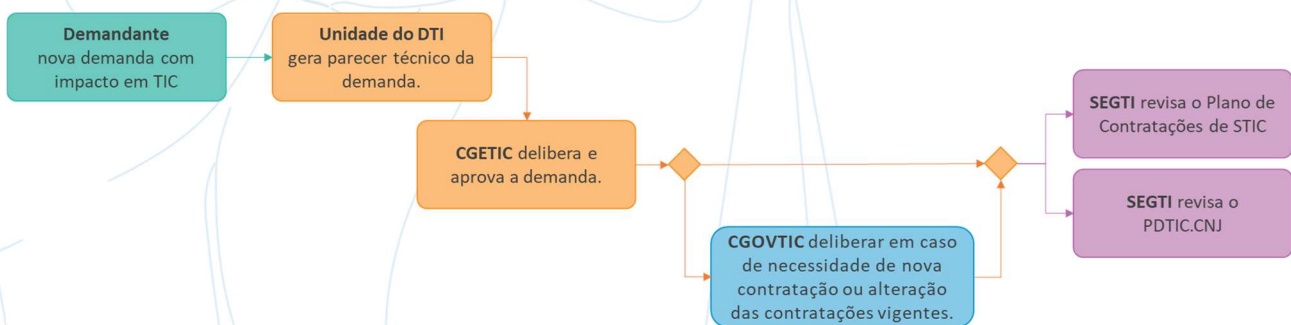 Demandante
nova demanda com
impacto em TIC
Unidade do DTI
gera parecer técnico da
demanda.
CGETIC delibera e
aprova a demanda.
CGOVTIC deliberar em caso
de necessidade de nova
contratação ou alteração
das contratações vigentes.
SEGTI revisa o Plano de
Contratações de STIC
SEGTI revisa o
PDTIC.CNJ